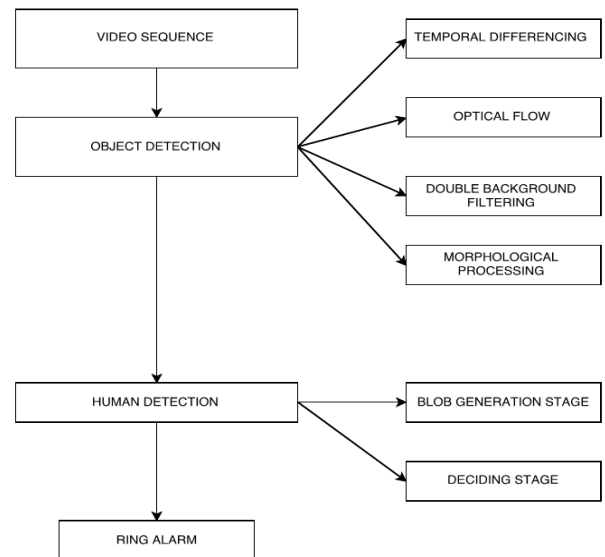 VIDEO SEQUENCE
TEMPORAL DIFFERENCING
OBJECT DETECTION
OPTICAL FLOW
DOUBLE BACKGROUND
FILTERING
MORPHOLOGICAL
PROCESSING
HUMAN DETECTION
BLOB GENERATION STAGE
DECIDING STAGE
RING ALARM